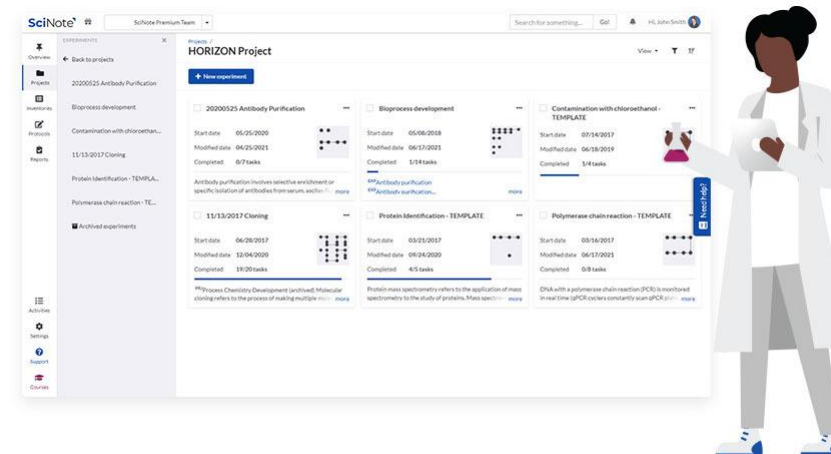 SciNote
SciNote Premium Team
Search for something...
Go!
Hi, John Smith
Overview
Projects
Inventories
Protocols
Reports
Activities
Settings
Support
Courses
EXPERIMENTS
Back to projects
20200525 Antibody Purification
Bioprocess development
Contamination with chloroethan...
11/13/2017 Cloning
Protein Identification - TEMPLA...
Polymerase chain reaction - TE...
Archived experiments
Projects /
HORIZON Project
View
+ New experiment
20200525 Antibody Purification
Start date 05/25/2020
Modified date 04/25/2021
Completed 0/7 tasks
Antibody purification involves selective enrichment or
specific isolation of antibodies from serum, ascites
more
Bioprocess development
Start date 05/08/2018
Modified date 06/17/2021
Completed 1/14 tasks
EXP Antibody purification
EXP Antibody purification...
more
Contamination with chloroethanol -
TEMPLATE
Start date 07/14/2017
Modified date 06/18/2019
Completed 1/4 tasks
11/13/2017 Cloning
Start date 06/28/2017
Modified date 12/04/2020
Completed 19/20 tasks
Process Chemistry Development (archived) Molecular
cloning refers to the process of making multiple
more
Protein Identification - TEMPLATE
Start date 03/21/2017
Modified date 09/24/2020
Completed 4/5 tasks
Protein mass spectrometry refers to the application of mass
spectrometry to the study of proteins. Mass
more
Polymerase chain reaction - TEMPLATE
Start date 03/16/2017
Modified date 06/17/2021
Completed 0/8 tasks
DNA with a polymerase chain reaction (PCR) is monitored
in real time (qPCR cyclers constantly scan qPCR
more
Need help?